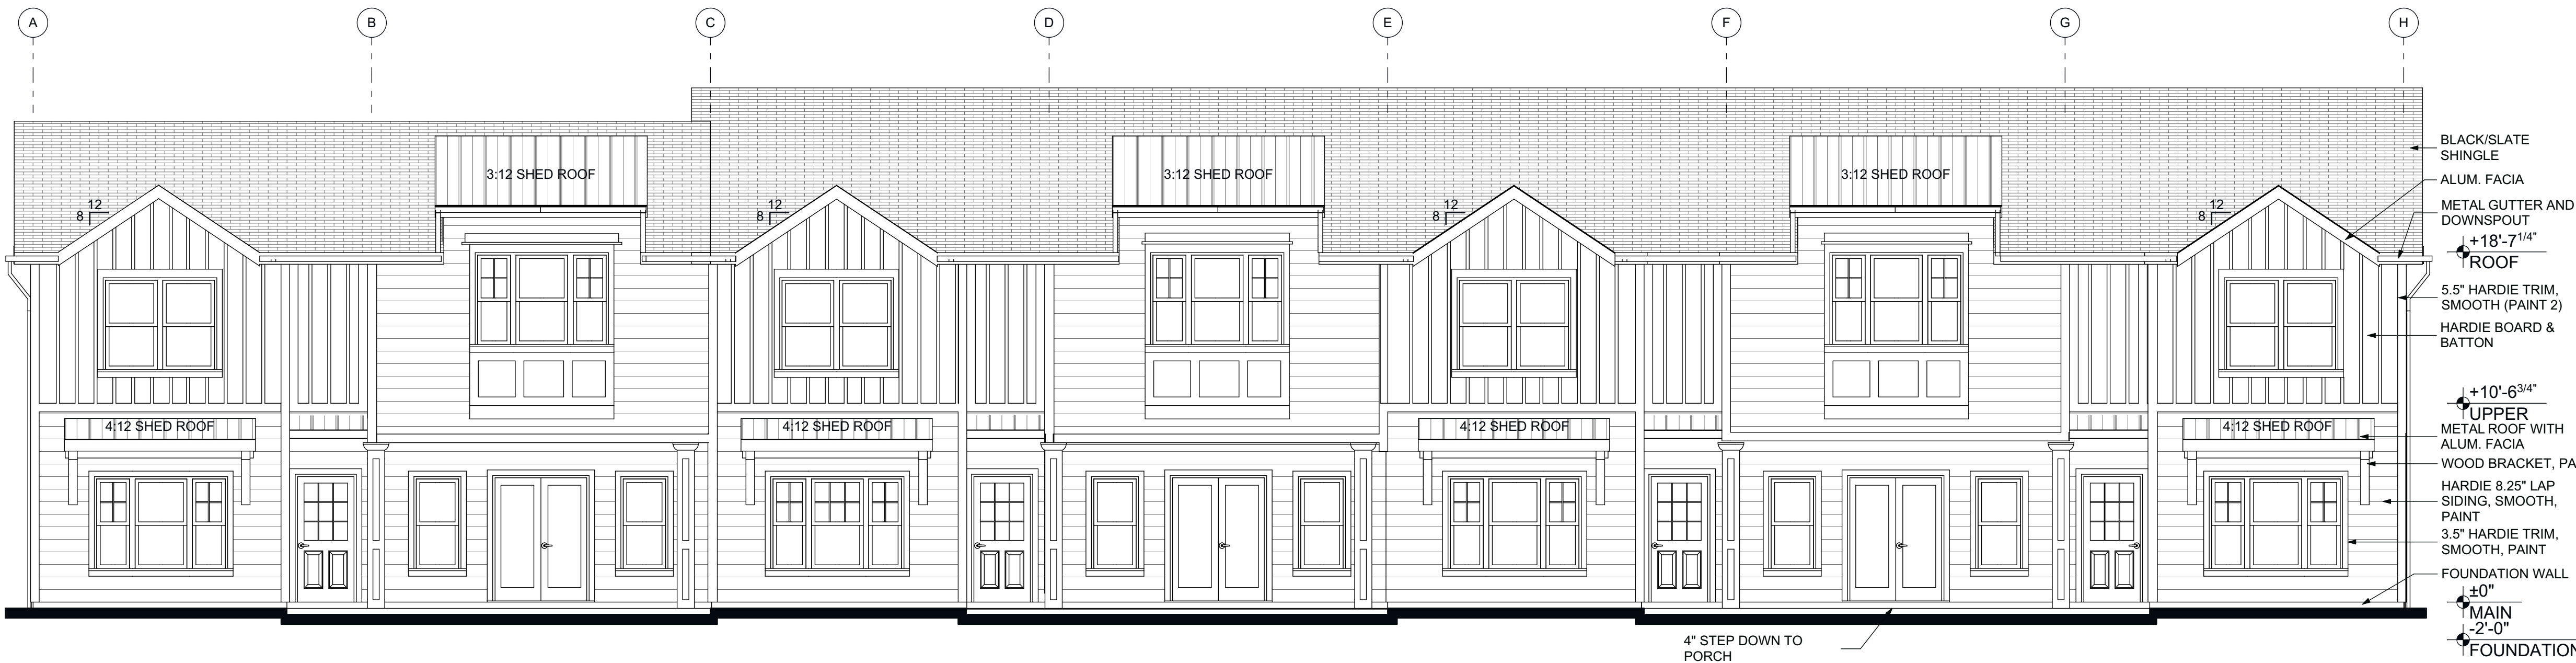 A
B
C
D
E
F
G
H
3:12 SHED ROOF
3:12 SHED ROOF
3:12 SHED ROOF
12
8
12
8
12
8
12
8
4:12 SHED ROOF
4:12 SHED ROOF
4:12 SHED ROOF
4:12 SHED ROOF
BLACK/SLATE
SHINGLE
ALUM. FACIA
METAL GUTTER AND
DOWNSPOUT
+18'-7 1/4"
ROOF
5.5" HARDIE TRIM,
SMOOTH (PAINT 2)
HARDIE BOARD &
BATTON
+10'-6 3/4"
UPPER
METAL ROOF WITH
ALUM. FACIA
WOOD BRACKET, PA
HARDIE 8.25" LAP
SIDING, SMOOTH,
PAINT
3.5" HARDIE TRIM,
SMOOTH, PAINT
FOUNDATION WALL
±0"
MAIN
-2'-0"
FOUNDATION
4" STEP DOWN TO
PORCH